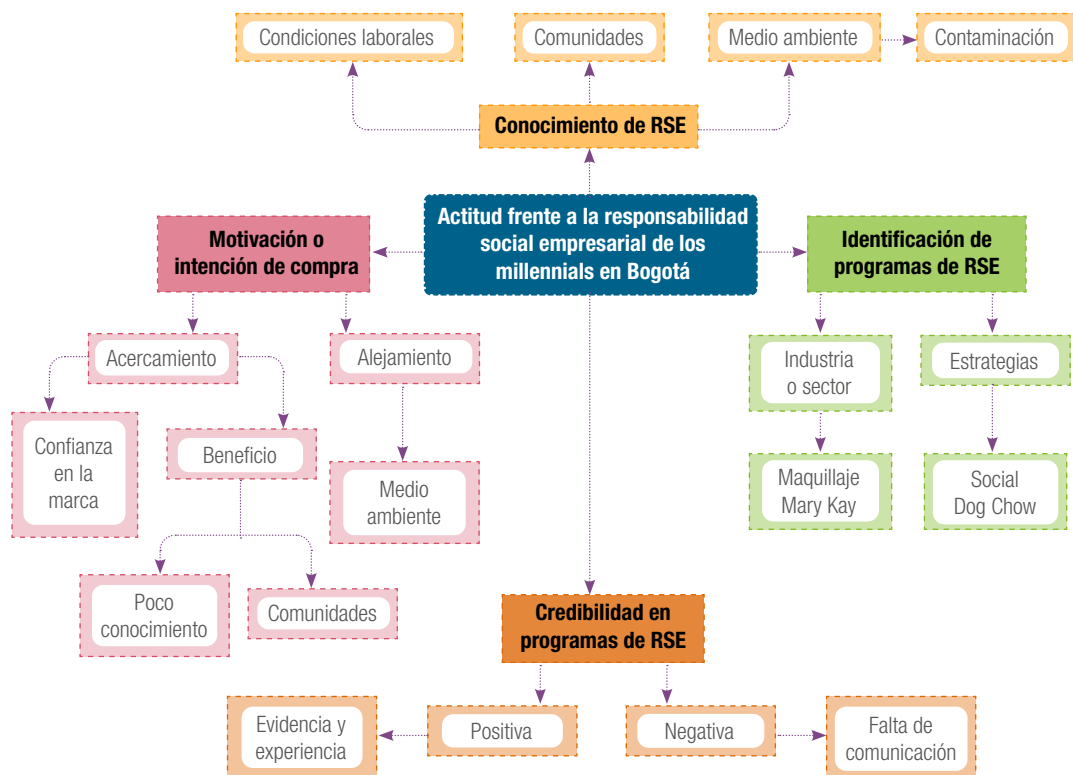 Condiciones laborales
Comunidades
Medio ambiente
Contaminación
Conocimiento de RSE
Actitud frente a la responsabilidad
social empresarial de los
millennials en Bogotá
Motivación o
intención de compra
Identificación de
programas de RSE
Acercamiento
Alejamiento
Industria
o sector
Estrategias
Confianza
en la
marca
Beneficio
Medio
ambiente
Maquillaje
Mary Kay
Social
Dog Chow
Poco
conocimiento
Comunidades
Credibilidad en
programas de RSE
Evidencia y
experiencia
Positiva
Negativa
Falta de
comunicación